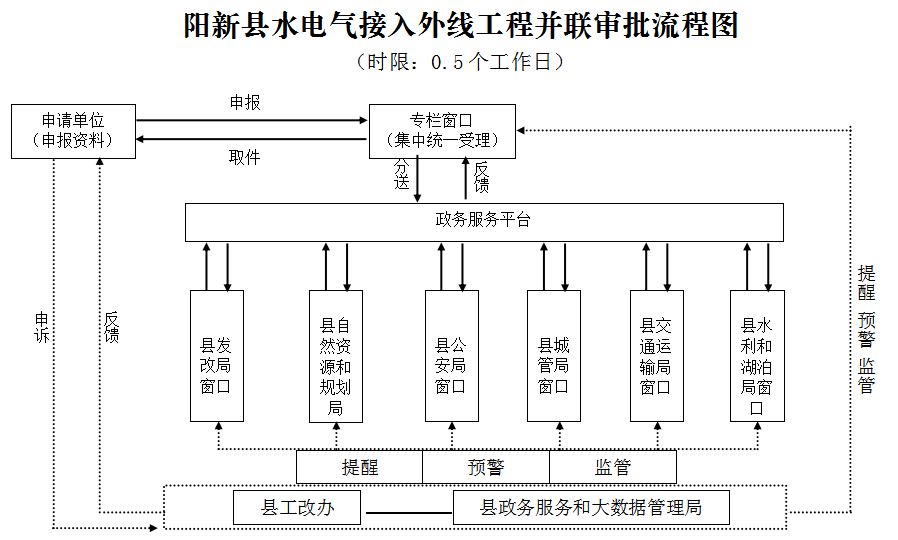 阳新县水电气接入外线工程并联审批流程图
（时限：0.5个工作日）
申报
申请单位
（申报资料）
专栏窗口
（集中统一受理）
取件
分送
反馈
政务服务平台
申诉
反馈
县发
改局
窗口
县自
然资
源和
规划
局
县公
安局
窗口
县城
管局
窗口
县交
通运
输局
窗口
县水
利和
湖泊
局窗
口
提醒 预警 监管
提醒
预警
监管
县工改办
县政务服务和大数据管理局